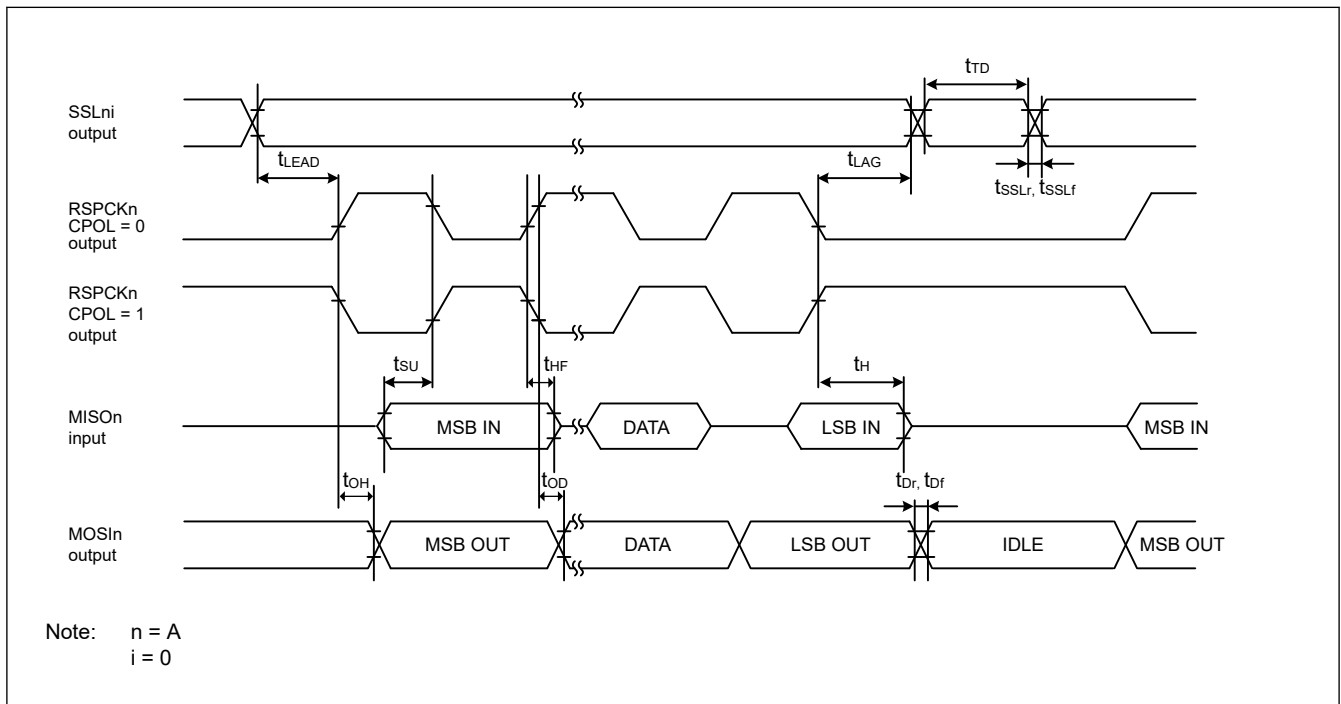 tTD
SSLni
output
tLEAD
tLAG
tSSLr, tSSLf
RSPCKn
CPOL = 0
output
RSPCKn
CPOL = 1
output
tSU
tHF
tH
MISOn
input
MSB IN
DATA
LSB IN
MSB IN
tOH
tOD
tDr, tDf
MOSIn
output
MSB OUT
DATA
LSB OUT
IDLE
MSB OUT
Note: n = A
i = 0